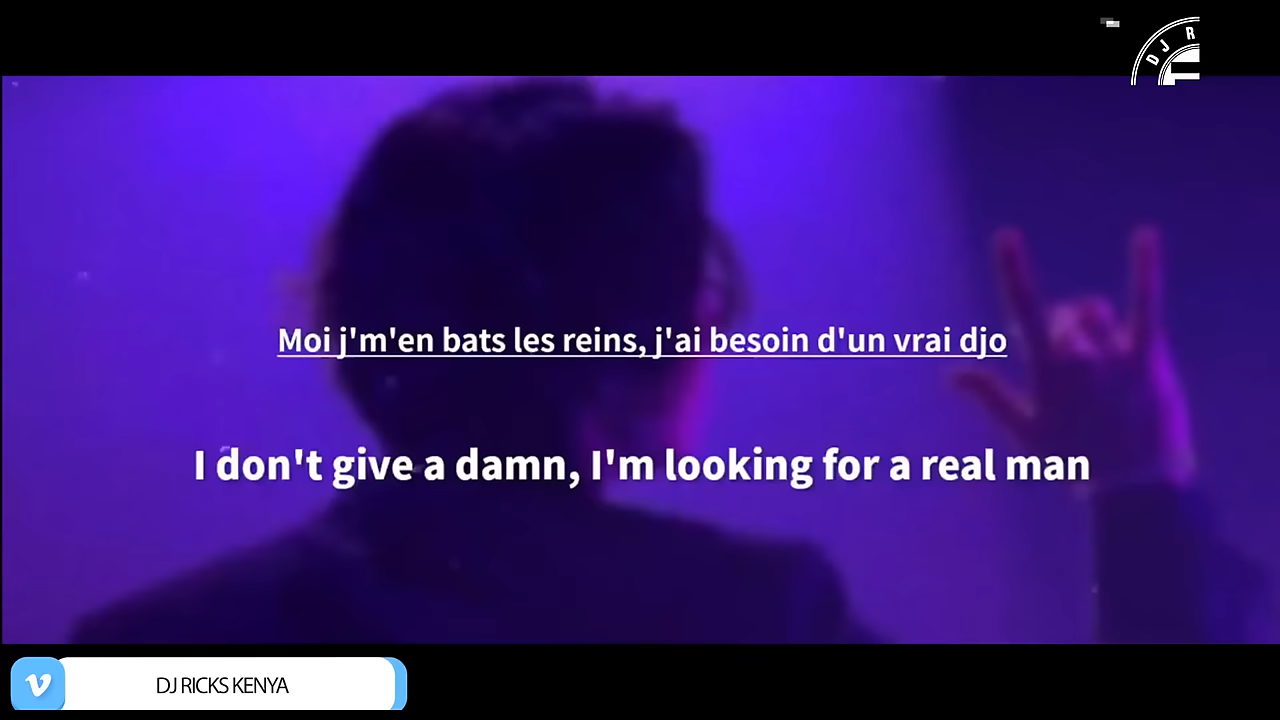 DJ R
Moi j'm'en bats les reins, j'ai besoin d'un vrai djo
I don't give a damn, I'm looking for a real man
DJ RICKS KENYA